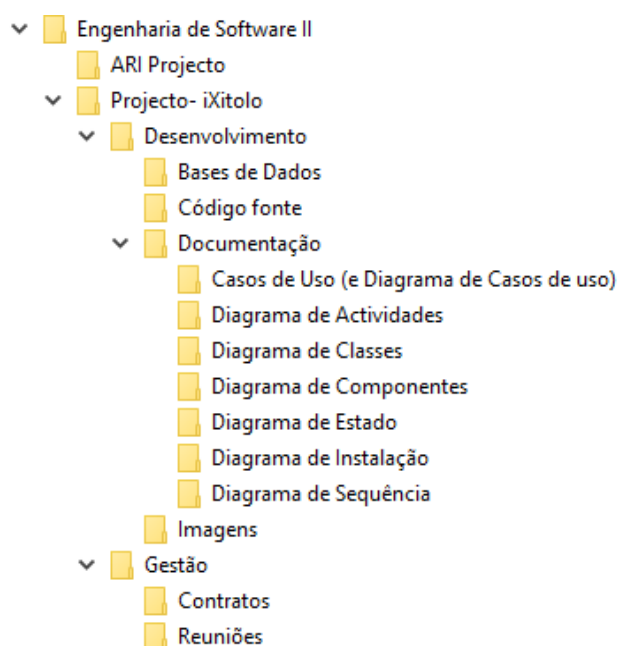 Engenharia de Software II
ARI Projecto
Projecto- iXitolo
Desenvolvimento
Bases de Dados
Código fonte
Documentação
Casos de Uso (e Diagrama de Casos de uso)
Diagrama de Actividades
Diagrama de Classes
Diagrama de Componentes
Diagrama de Estado
Diagrama de Instalação
Diagrama de Sequência
Imagens
Gestão
Contratos
Reuniões